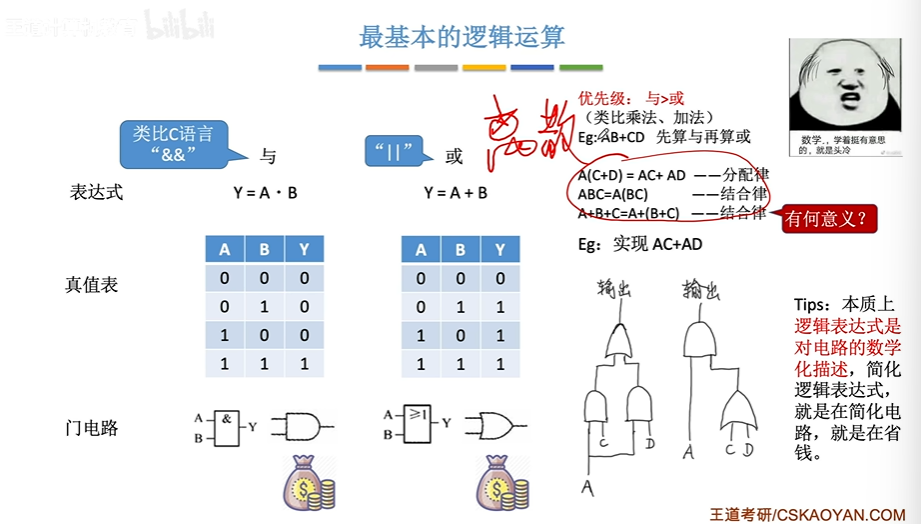 王道考研
bilibili
最基本的逻辑运算
类比C语言
“&&”
与
“||”
或
表达式
Y = A · B
Y = A + B
真值表
A B Y
0 0 0
0 1 0
1 0 0
1 1 1
A B Y
0 0 0
0 1 1
1 0 1
1 1 1
门电路
A
B
&
Y
A
B
≥1
Y
$
$
离散
优先级： 与>或
（类比乘法、加法）
Eg:AB+CD 先算与再算或
A(C+D) = AC+ AD ——分配律
ABC=A(BC) ——结合律
A+B+C=A+(B+C) ——结合律
有何意义？
Eg：实现 AC+AD
输出
输出
C D
A
A C D
数学.，学着挺有意思
的，就是头冷
Tips：本质上
逻辑表达式是
对电路的数学
化描述，简化
逻辑表达式，
就是在简化电
路，就是在省
钱。
王道考研/CSKAOYAN.COM